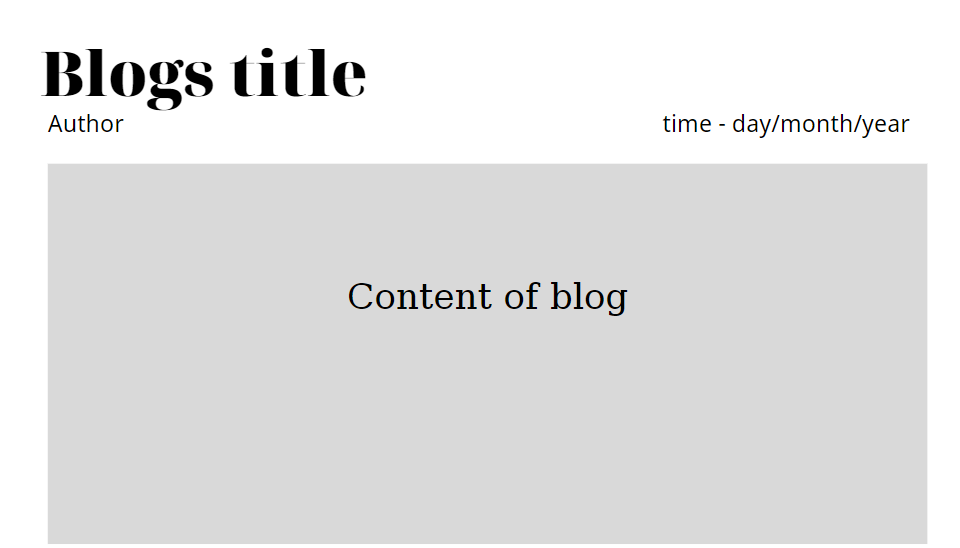 Blogs title
Author
time - day/month/year
Content of blog